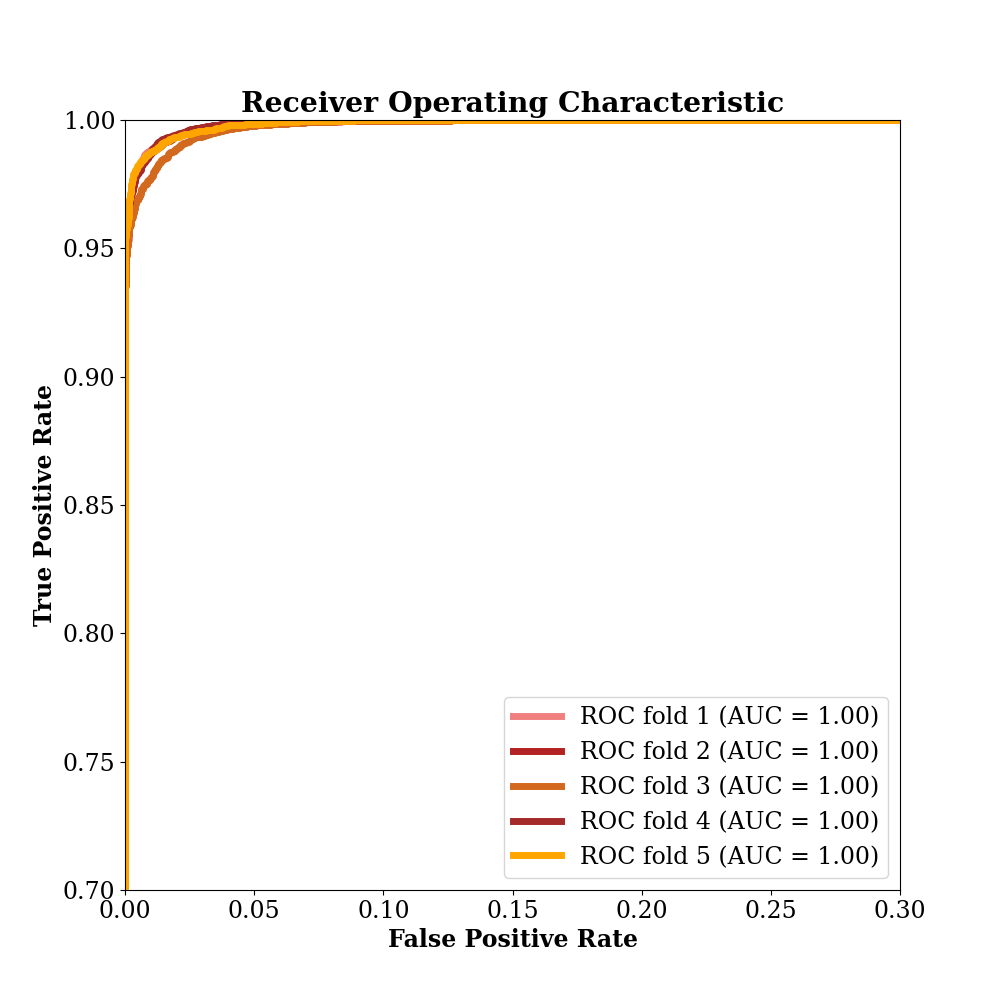 Receiver Operating Characteristic
1.00
0.95
0.90
0.85
0.80
0.75
0.70
True Positive Rate
ROC fold 1 (AUC = 1.00)
ROC fold 2 (AUC = 1.00)
ROC fold 3 (AUC = 1.00)
ROC fold 4 (AUC = 1.00)
ROC fold 5 (AUC = 1.00)
0.00 0.05 0.10 0.15 0.20 0.25 0.30
False Positive Rate